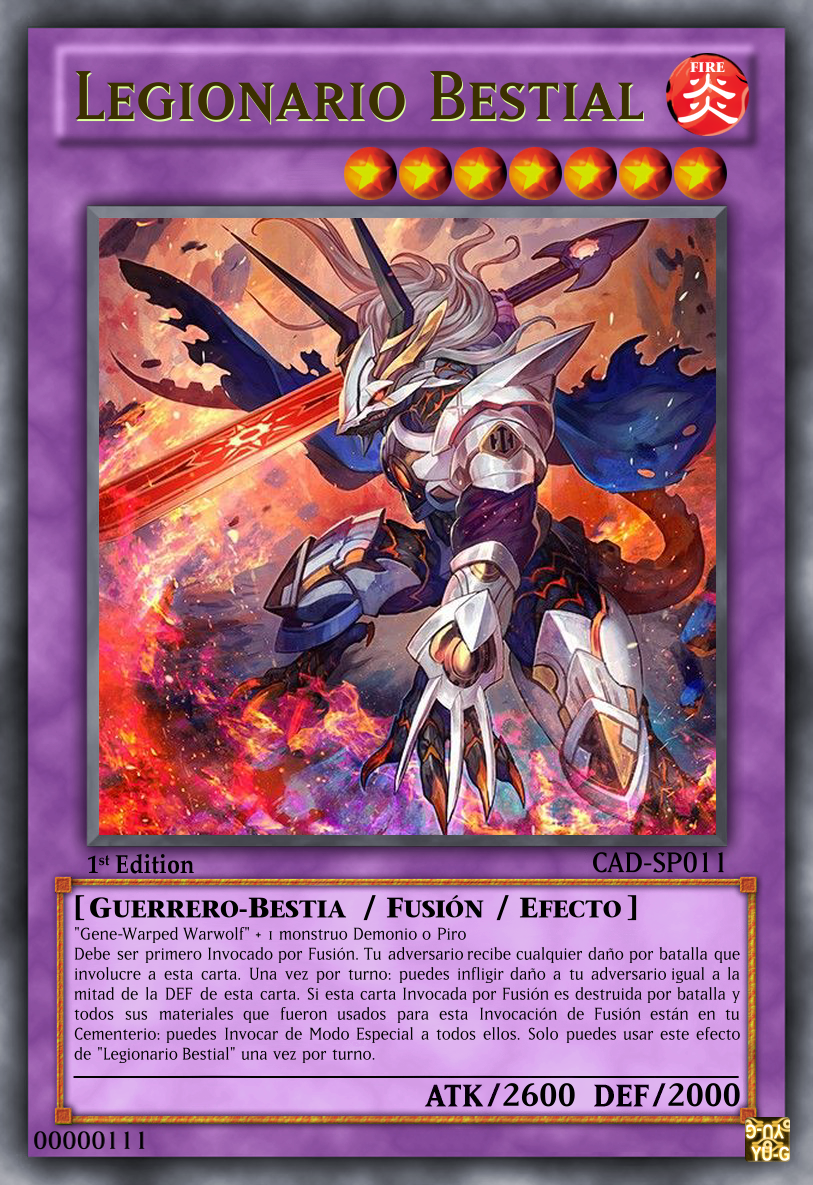 Legionario Bestial
FIRE
炎
1st Edition
CAD-SP011
[ Guerrero-Bestia / Fusión / Efecto ]
"Gene-Warped Warwolf" + 1 monstruo Demonio o Piro
Debe ser primero Invocado por Fusión. Tu adversario recibe cualquier daño por batalla que
involucre a esta carta. Una vez por turno: puedes infligir daño a tu adversario igual a la
mitad de la DEF de esta carta. Si esta carta Invocada por Fusión es destruida por batalla y
todos sus materiales que fueron usados para esta Invocación de Fusión están en tu
Cementerio: puedes Invocar de Modo Especial a todos ellos. Solo puedes usar este efecto
de "Legionario Bestial" una vez por turno.
ATK/2600 DEF/2000
00000111